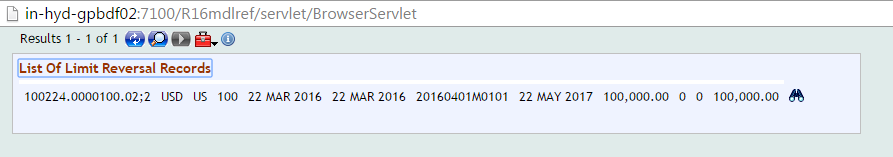 in-hyd-gpbdf02:7100/R16mdlref/servlet/BrowserServlet
Results 1 - 1 of 1
List Of Limit Reversal Records
100224.0000100.02;2 USD US 100 22 MAR 2016 22 MAR 2016 20160401M0101 22 MAY 2017 100,000.00 0 0 100,000.00